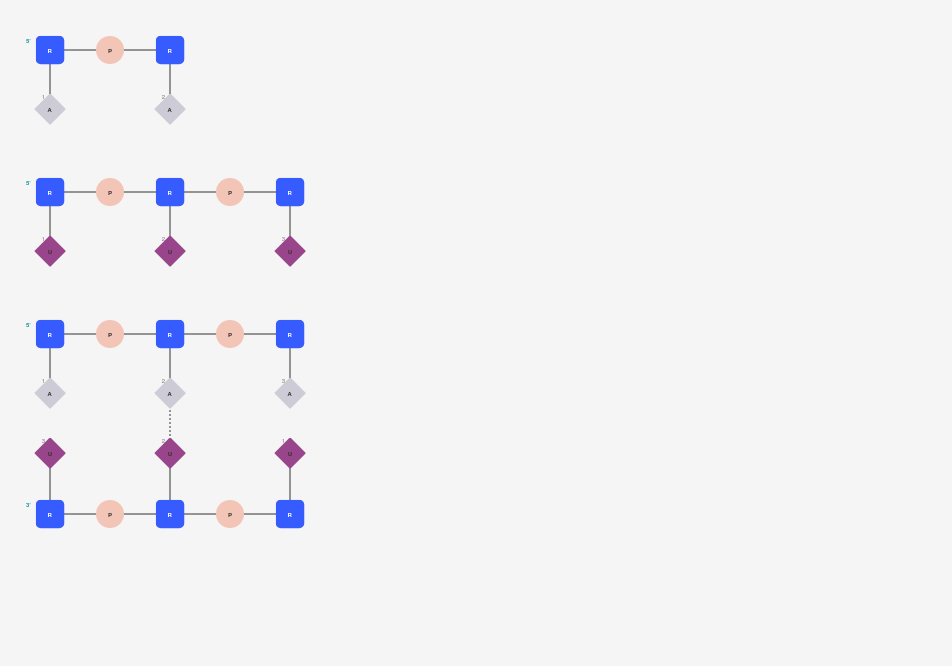 5' R P R
1 A 2 A
5' R P R P R
1 U 2 U 3 U
5' R P R P R
1 A 2 A 3 A
3 U 2 U 1 U
3' R P R P R